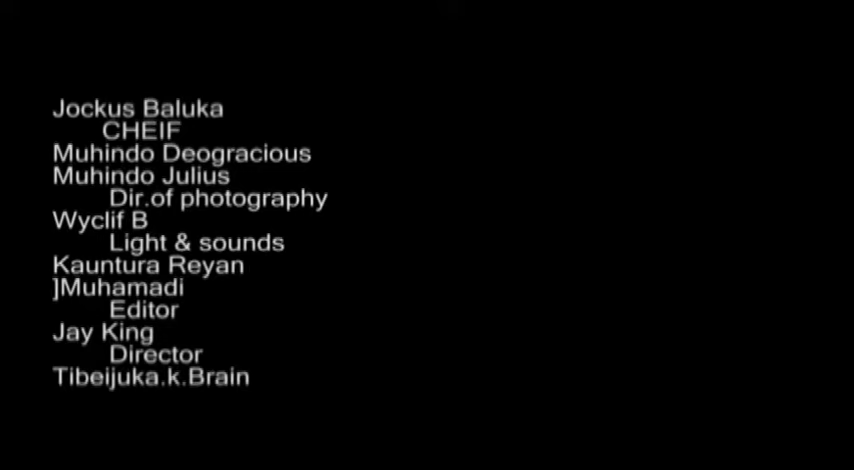 Jockus Baluka
CHEIF
Muhindo Deogracious
Muhindo Julius
Dir.of photography
Wyclif B
Light & sounds
Kauntura Reyan
]Muhamadi
Editor
Jay King
Director
Tibeijuka.k.Brain